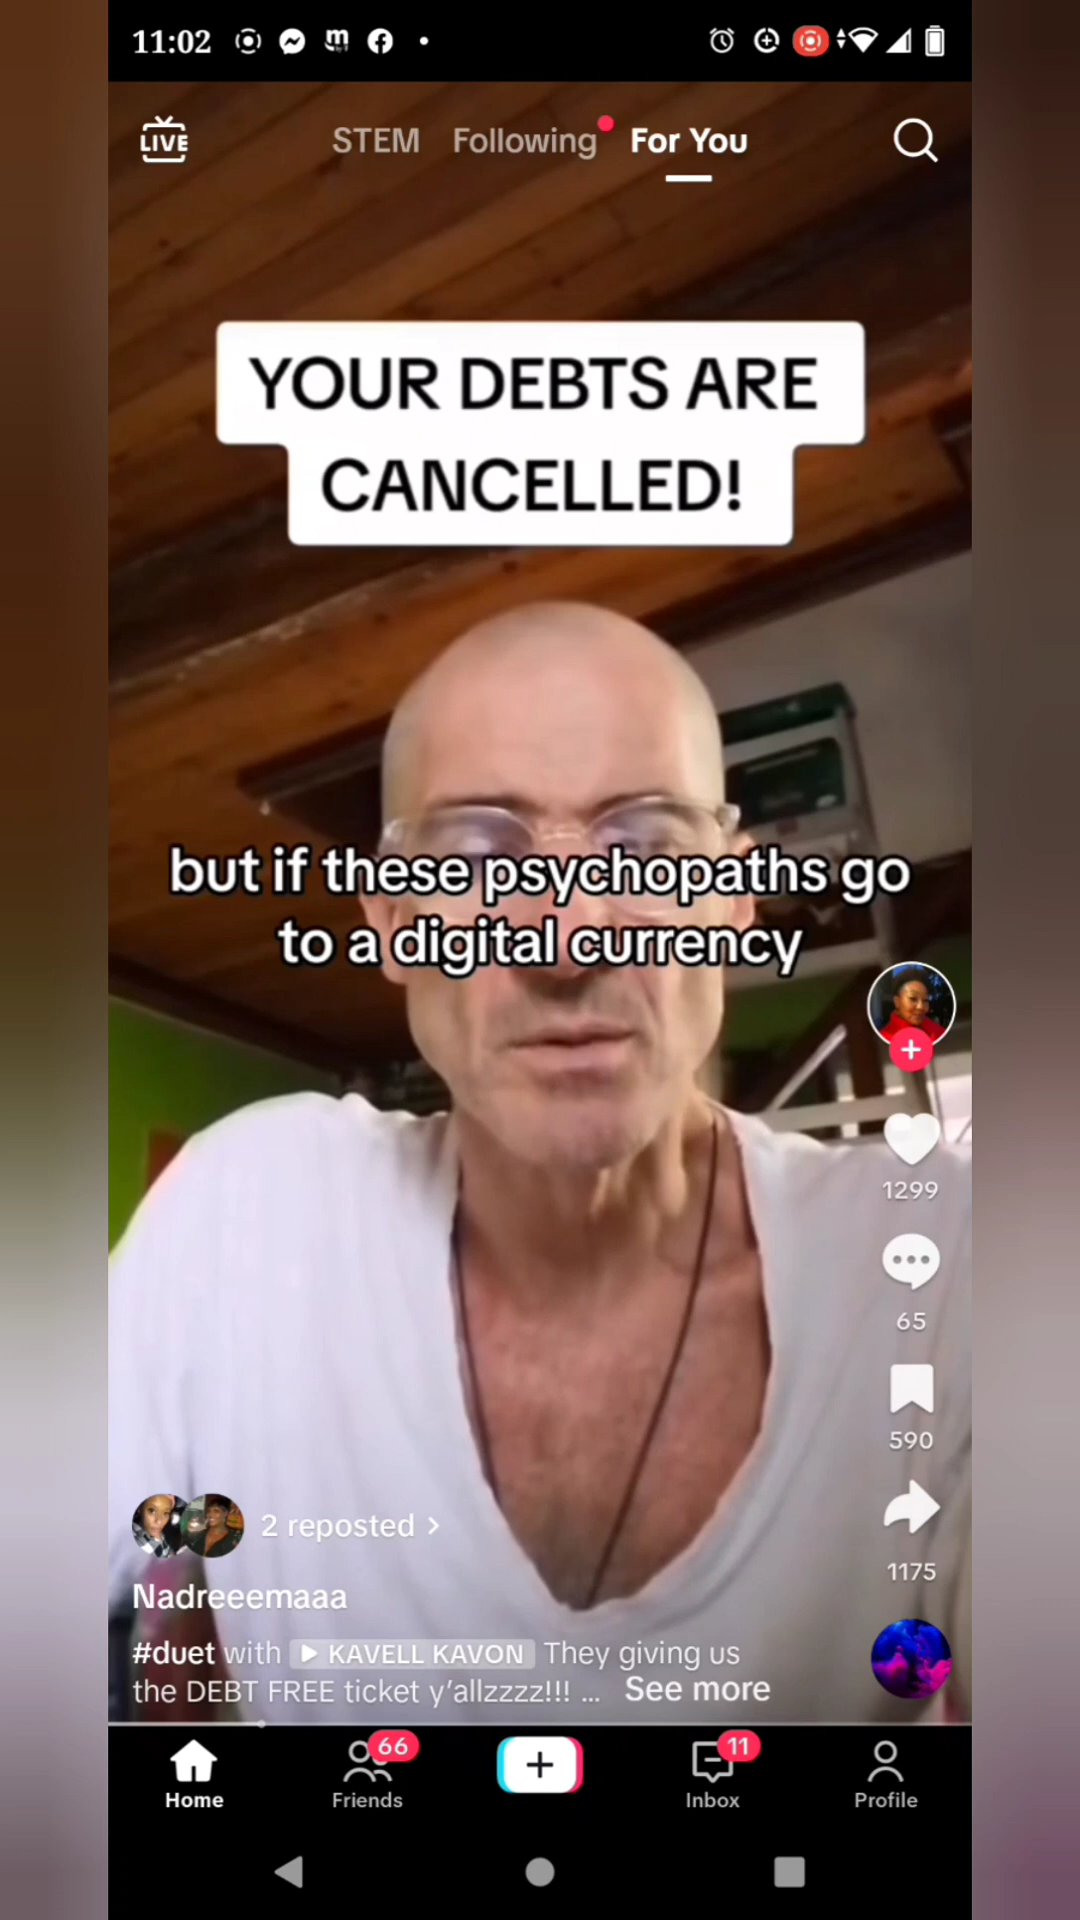 11:02
LIVE
STEM Following For You
YOUR DEBTS ARE
CANCELLED!
but if these psychopaths go
to a digital currency
1299
65
590
1175
2 reposted >
Nadreeemaaa
#duet with ▶ KAVELL KAVON They giving us
the DEBT FREE ticket y'allzzzz!!! ... See more
66
11
Home
Friends
Inbox
Profile